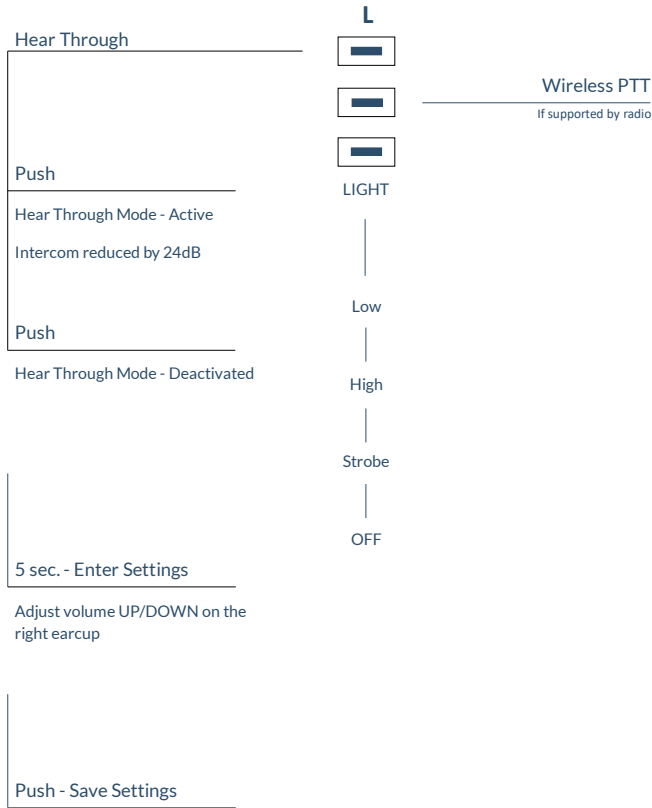 L
Hear Through
Wireless PTT
If supported by radio
Push
LIGHT
Hear Through Mode - Active
Intercom reduced by 24dB
Low
Push
Hear Through Mode - Deactivated
High
Strobe
OFF
5 sec. - Enter Settings
Adjust volume UP/DOWN on the
right earcup
Push - Save Settings